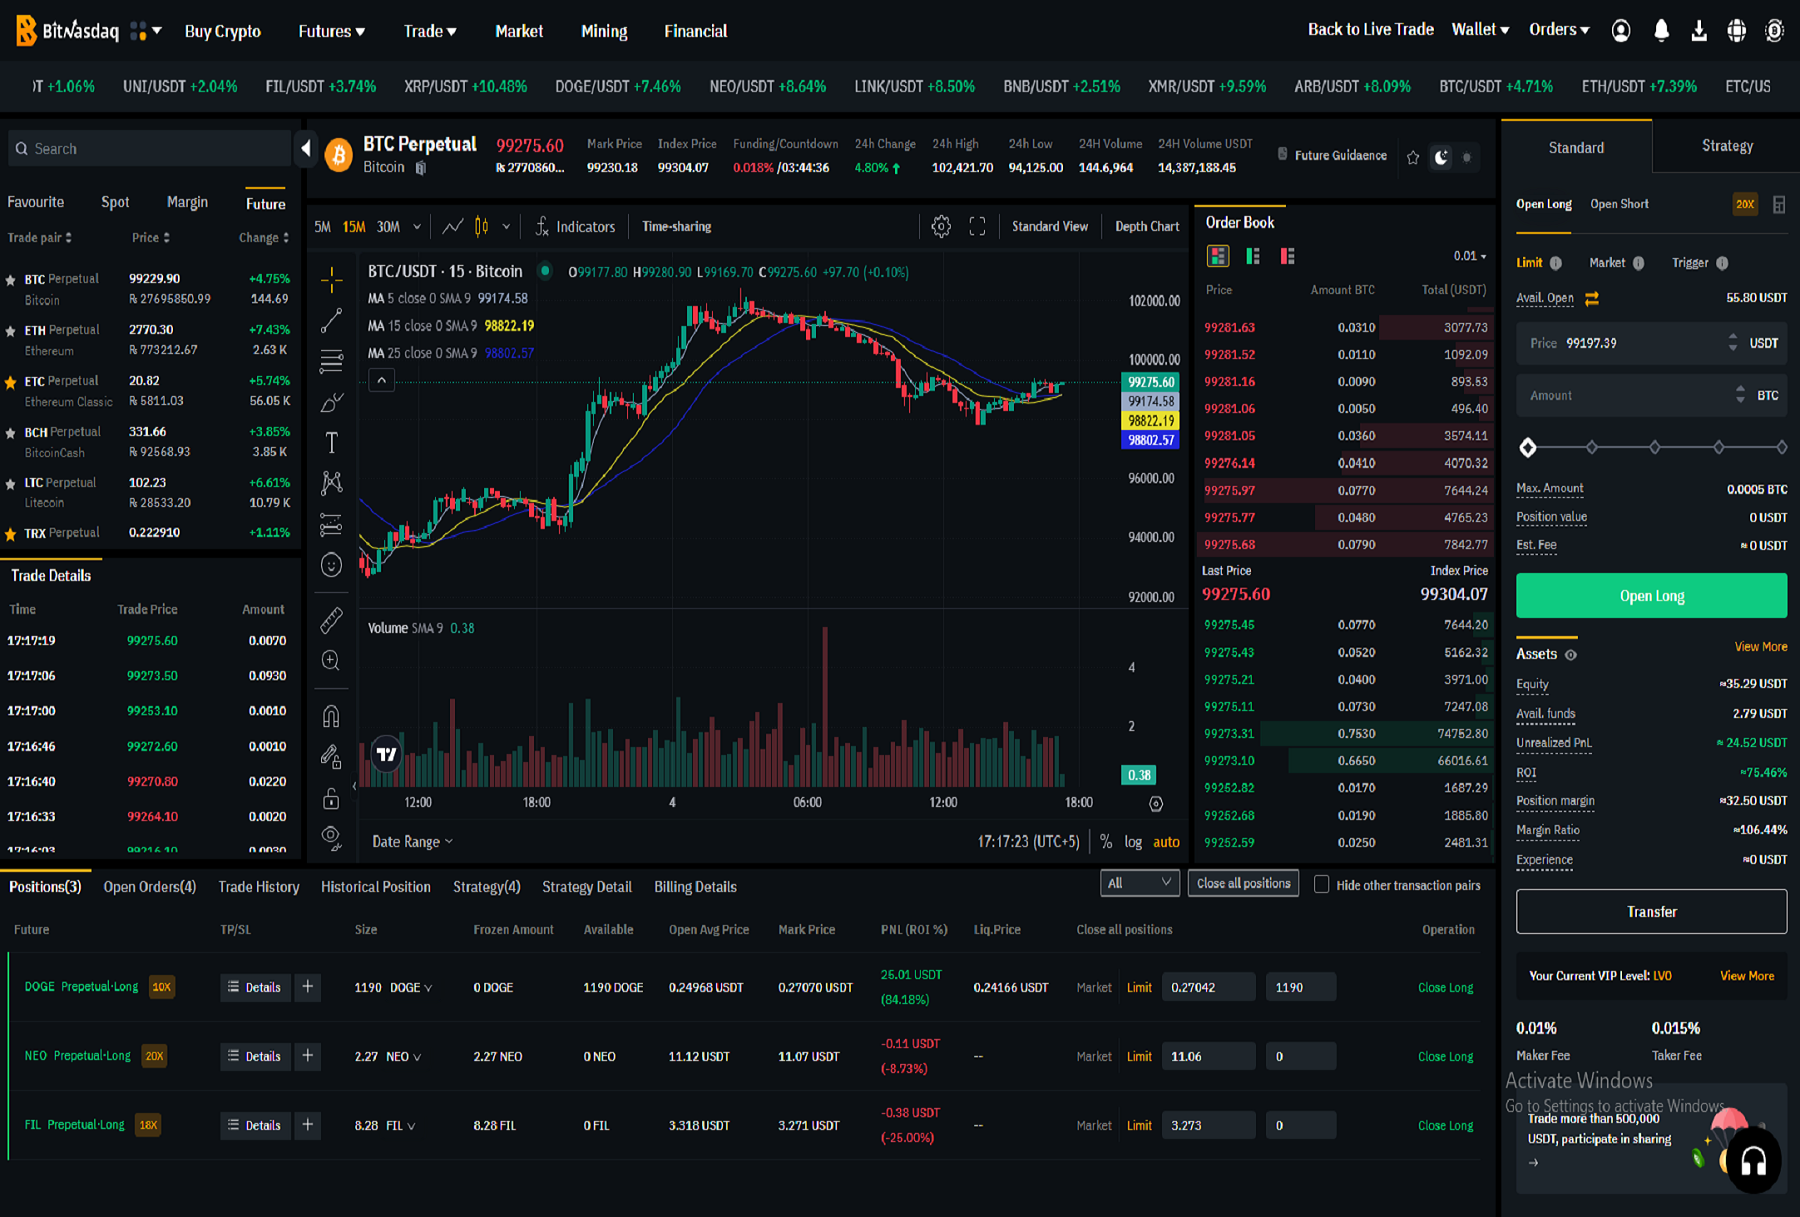 BitNasdaq
Buy Crypto Futures Trade Market Mining Financial
Back to Live Trade Wallet Orders
+1.06% UNI/USDT +2.04% FIL/USDT +3.74% XRP/USDT +10.48% DOGE/USDT +7.46% NEO/USDT +8.64% LINK/USDT +8.50% BNB/USDT +2.51% XMR/USDT +9.59% ARB/USDT +8.09% BTC/USDT +4.71% ETH/USDT +7.39% ETC/US
Search
Favourite Spot Margin Future
Trade pair Price Change
BTC Perpetual 99229.90 +4.75%
Bitcoin ₨ 27695850.99 144.69
ETH Perpetual 2770.30 +7.43%
Ethereum ₨ 773212.67 2.63 K
ETC Perpetual 20.82 +5.74%
Ethereum Classic ₨ 5811.03 56.05 K
BCH Perpetual 331.66 +3.85%
BitcoinCash ₨ 92568.93 3.85 K
LTC Perpetual 102.23 +6.61%
Litecoin ₨ 28533.20 10.79 K
TRX Perpetual 0.222910 +1.11%
Trade Details
Time Trade Price Amount
17:17:19 99275.60 0.0070
17:17:06 99273.50 0.0930
17:17:00 99253.10 0.0010
17:16:46 99272.60 0.0010
17:16:40 99270.80 0.0220
17:16:33 99264.10 0.0020
17:16:03 99216.10 0.0030
BTC Perpetual 99275.60 Mark Price Index Price Funding/Countdown 24h Change 24h High 24h Low 24H Volume 24H Volume USDT
Bitcoin ₨ 2770860... 99230.18 99304.07 0.018% /03:44:36 4.80% 102,421.70 94,125.00 144.6,964 14,387,188.45
Future Guidaence
5M 15M 30M Indicators Time-sharing Standard View Depth Chart
BTC/USDT · 15 · Bitcoin O99177.80 H99280.90 L99169.70 C99275.60 +97.70 (+0.10%)
MA 5 close 0 SMA 9 99174.58
MA 15 close 0 SMA 9 98822.19
MA 25 close 0 SMA 9 98802.57
102000.00
100000.00
99275.60
99174.58
98822.19
98802.57
96000.00
94000.00
92000.00
Volume SMA 9 0.38
4
2
0.38
12:00 18:00 4 06:00 12:00 18:00
Date Range 17:17:23 (UTC+5) % log auto
Order Book
0.01
Price Amount BTC Total (USDT)
99281.63 0.0310 3077.73
99281.52 0.0110 1092.09
99281.16 0.0090 893.53
99281.06 0.0050 496.40
99281.05 0.0360 3574.11
99276.14 0.0410 4070.32
99275.97 0.0770 7644.24
99275.77 0.0480 4765.23
99275.68 0.0790 7842.77
Last Price Index Price
99275.60 99304.07
99275.45 0.0770 7644.20
99275.43 0.0520 5162.32
99275.21 0.0400 3971.00
99275.11 0.0730 7247.08
99273.31 0.7530 74752.80
99273.10 0.6650 66016.61
99252.82 0.0170 1687.29
99252.68 0.0190 1885.80
99252.59 0.0250 2481.31
Standard Strategy
Open Long Open Short 20X
Limit Market Trigger
Avail. Open 55.80 USDT
Price 99197.39 USDT
Amount BTC
Max. Amount 0.0005 BTC
Position value 0 USDT
Est. Fee ≈ 0 USDT
Open Long
Assets View More
Equity ≈35.29 USDT
Avail. funds 2.79 USDT
Unrealized PnL ≈ 24.52 USDT
ROI ≈75.46%
Position margin ≈32.50 USDT
Margin Ratio ≈106.44%
Experience ≈0 USDT
Transfer
Your Current VIP Level: LV0 View More
0.01% 0.015%
Maker Fee Taker Fee
Activate Windows
Go to Settings to activate Windows.
Trade more than 500,000
USDT, participate in sharing
→
Positions(3) Open Orders(4) Trade History Historical Position Strategy(4) Strategy Detail Billing Details All Close all positions Hide other transaction pairs
Future TP/SL Size Frozen Amount Available Open Avg Price Mark Price PNL (ROI %) Liq.Price Close all positions Operation
DOGE Prepetual·Long 10X Details + 1190 DOGE 0 DOGE 1190 DOGE 0.24968 USDT 0.27070 USDT 25.01 USDT (84.18%) 0.24166 USDT Market Limit 0.27042 1190 Close Long
NEO Prepetual·Long 20X Details + 2.27 NEO 2.27 NEO 0 NEO 11.12 USDT 11.07 USDT -0.11 USDT (-8.73%) -- Market Limit 11.06 0 Close Long
FIL Prepetual·Long 18X Details + 8.28 FIL 8.28 FIL 0 FIL 3.318 USDT 3.271 USDT -0.38 USDT (-25.00%) -- Market Limit 3.273 0 Close Long